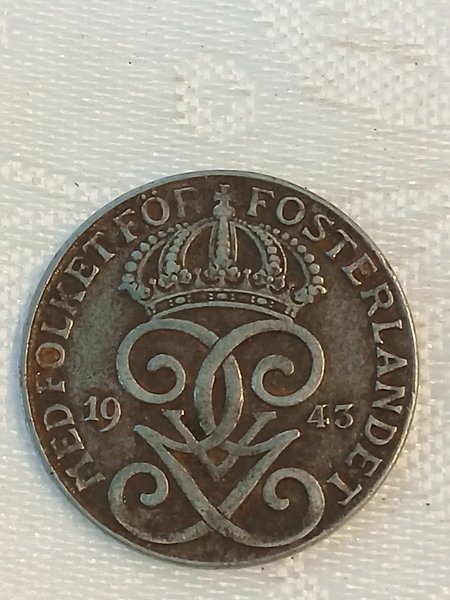 MED FOLKET FÖR FOSTERLANDET
19 43